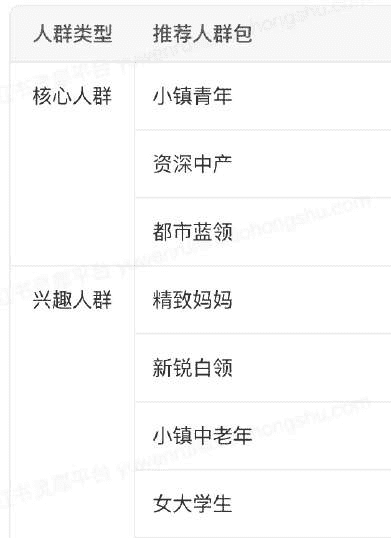 人群类型 推荐人群包
核心人群 小镇青年
资深中产
都市蓝领
兴趣人群 精致妈妈
新锐白领
小镇中老年
女大学生